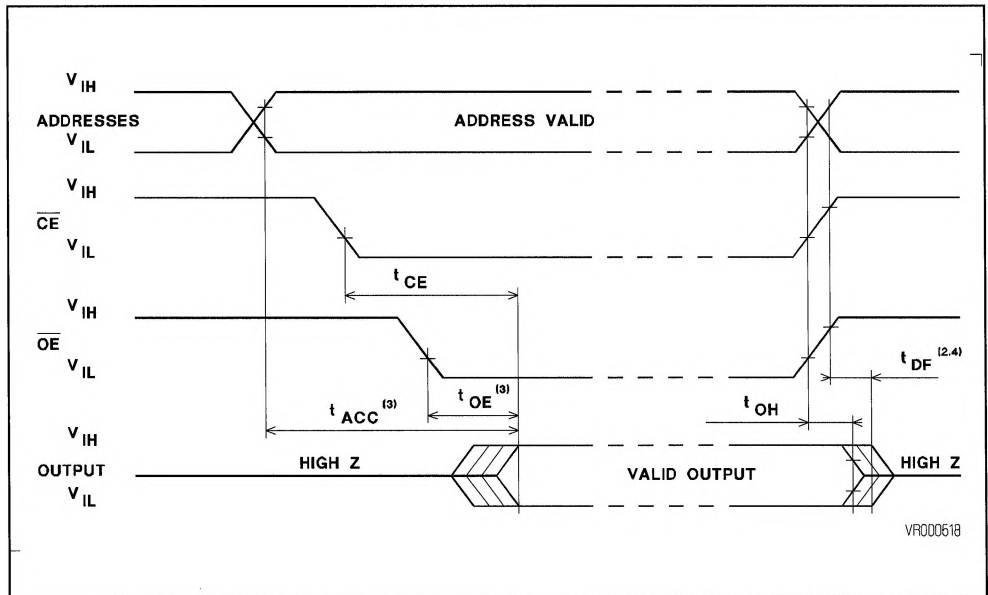 V IH
ADDRESSES
V IL
ADDRESS VALID
V IH
CE
V IL
t CE
V IH
OE
V IL
t DF (2.4)
t OE (3)
t ACC (3)
t OH
V IH
OUTPUT
V IL
HIGH Z
VALID OUTPUT
HIGH Z
VR000618